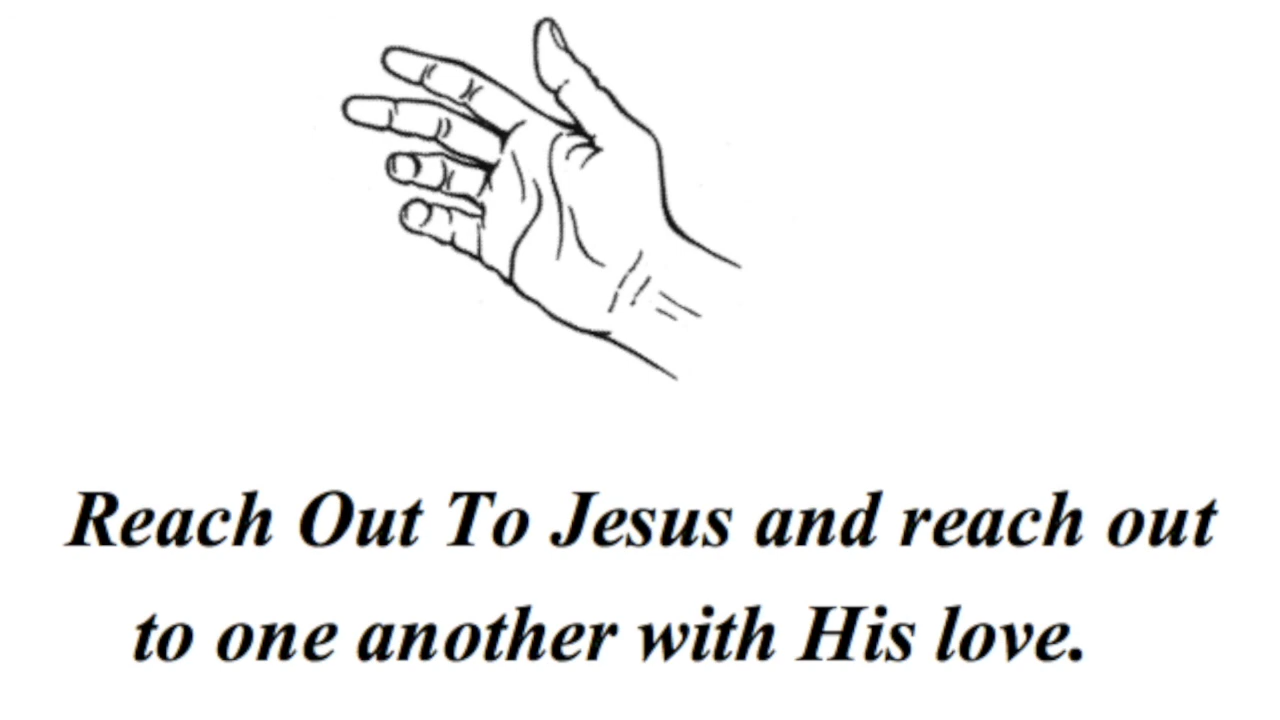 Reach Out To Jesus and reach out
to one another with His love.